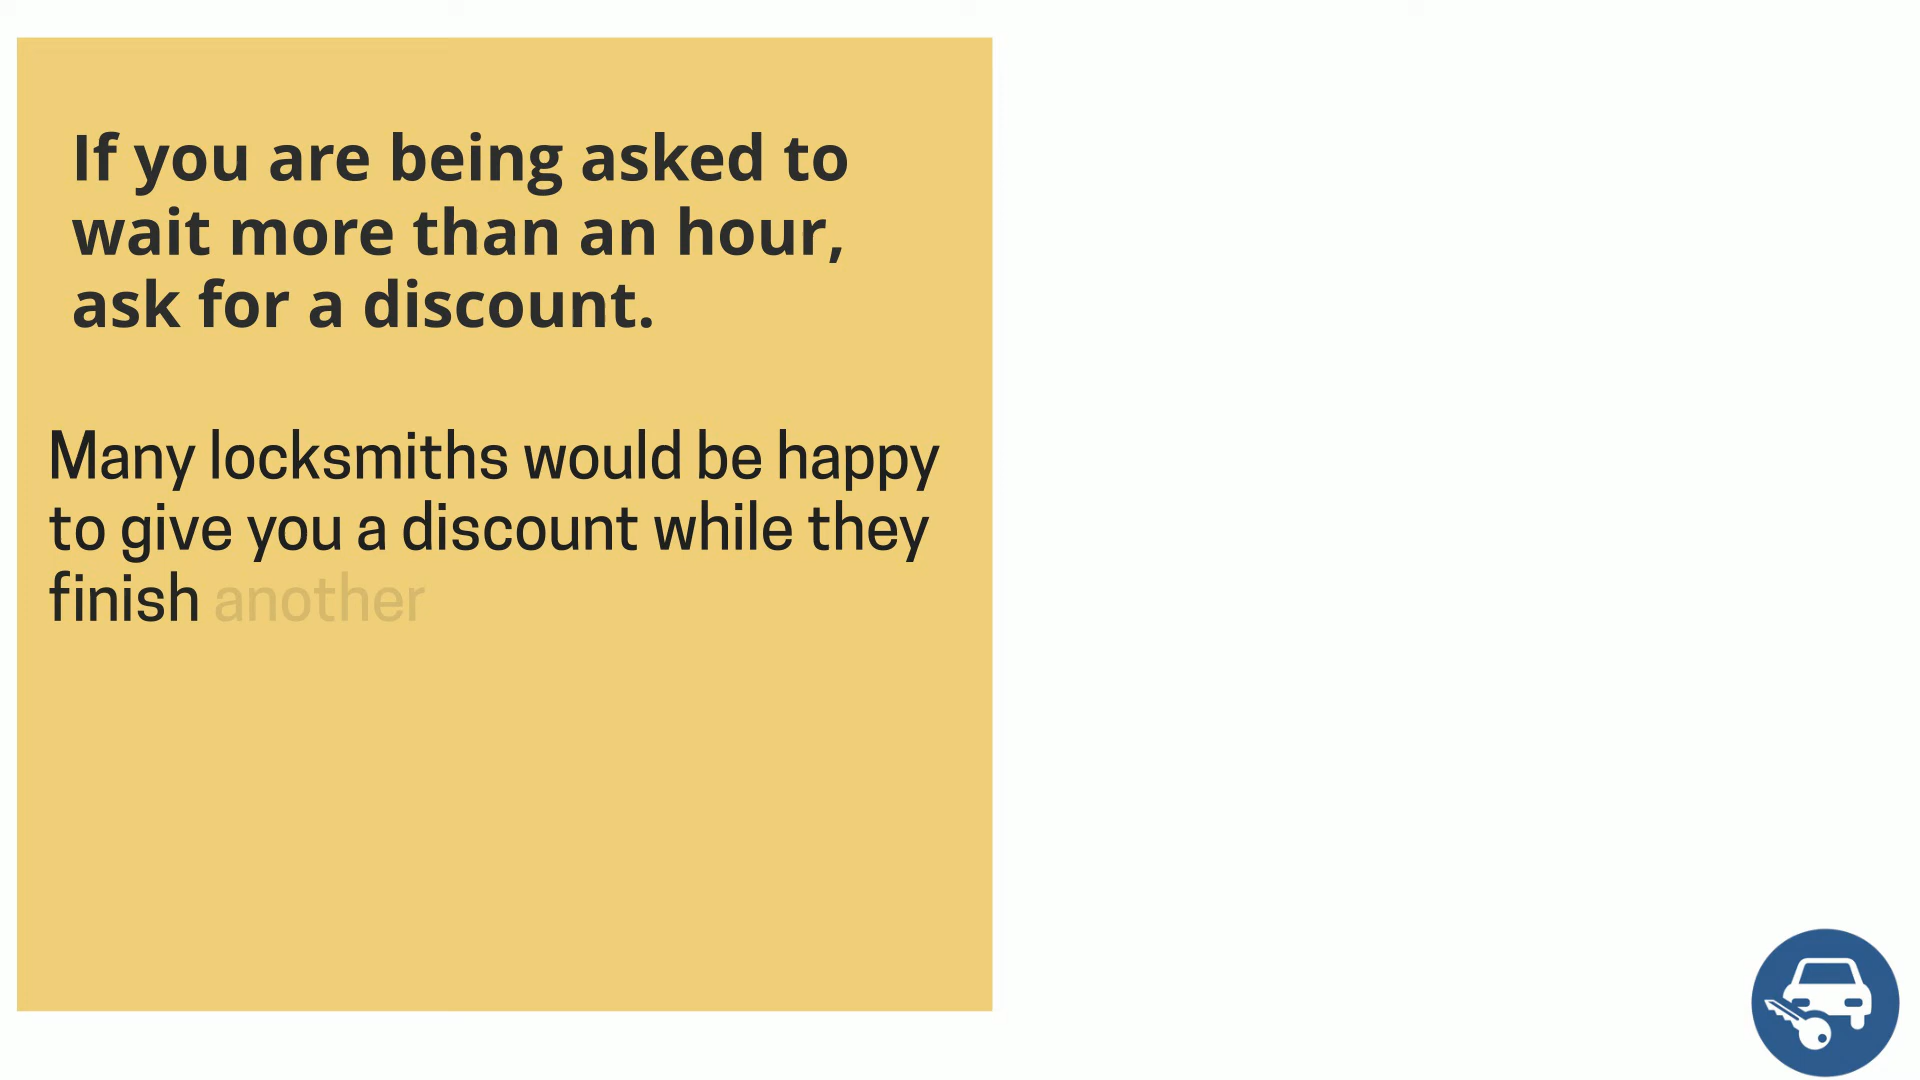 If you are being asked to
wait more than an hour,
ask for a discount.
Many locksmiths would be happy
to give you a discount while they
finish another